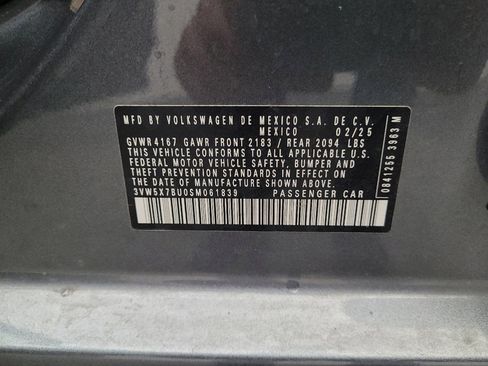 MFD BY VOLKSWAGEN DE MEXICO S.A. DE C.V.
MEXICO 02/25
GVWR 4167 GAWR FRONT 2183 / REAR 2094 LBS
THIS VEHICLE CONFORMS TO ALL APPLICABLE U.S.
FEDERAL MOTOR VEHICLE SAFETY, BUMPER AND
THEFT PREVENTION STANDARDS IN EFFECT ON THE
DATE OF MANUFACTURE SHOWN ABOVE
3VW5X7BU0SM061839 PASSENGER CAR
0841255 3963 M